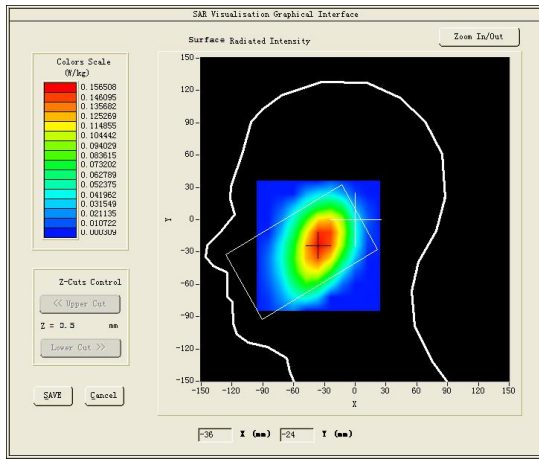 SAR Visualisation Graphical Interface
Surface Radiated Intensity
Zoom In/Out
Colors Scale
(W/kg)
0.156508
0.146095
0.135682
0.125269
0.114855
0.104442
0.094029
0.083615
0.073202
0.062789
0.052375
0.041962
0.031549
0.021135
0.010722
0.000309
Z-Cuts Control
<< Upper Cut
Z = 0.5 mm
Lower Cut >>
SAVE Cancel
150
120
90
60
30
0
-30
-60
-90
-120
-150
Y
-150 -120 -90 -60 -30 0 30 60 90 120 150
X
-36 X (mm) -24 Y (mm)